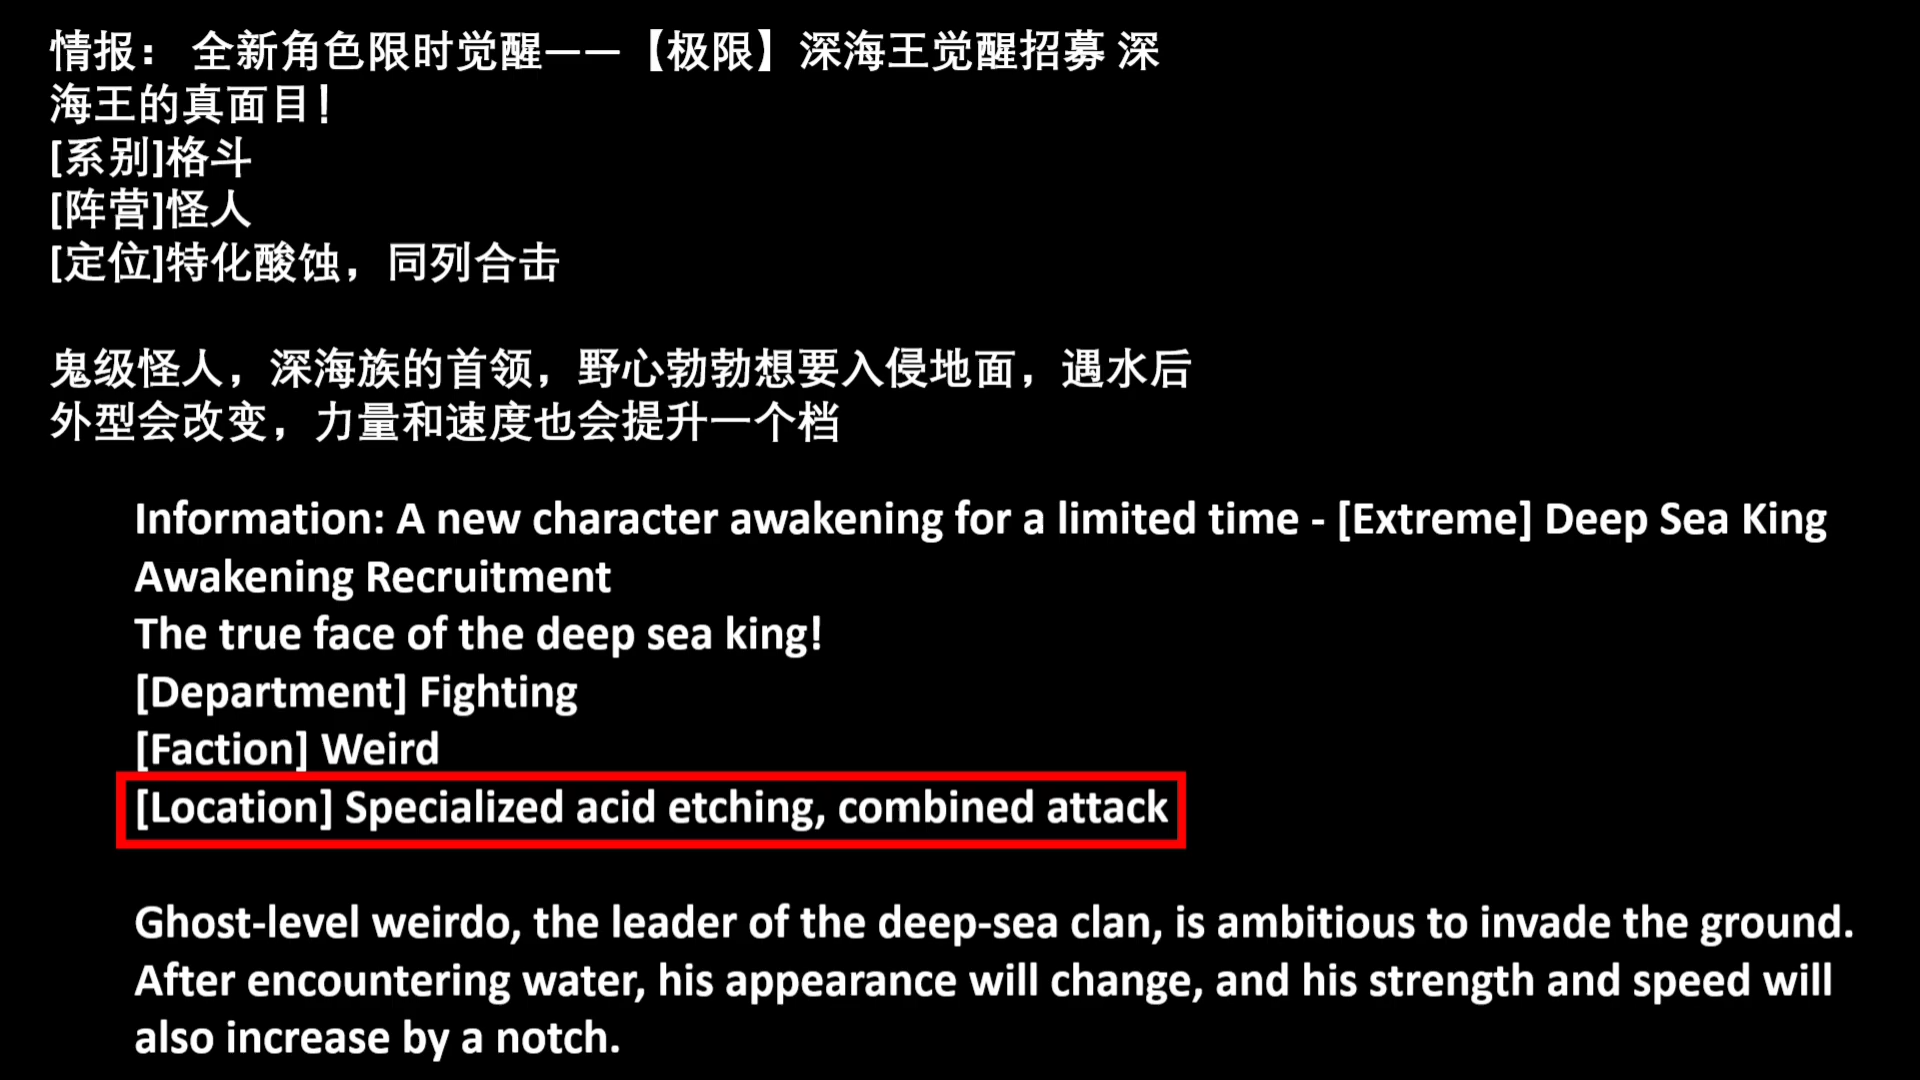 情报： 全新角色限时觉醒——【极限】深海王觉醒招募 深
海王的真面目！
[系别]格斗
[阵营]怪人
[定位]特化酸蚀，同列合击
鬼级怪人，深海族的首领，野心勃勃想要入侵地面，遇水后
外型会改变，力量和速度也会提升一个档
Information: A new character awakening for a limited time - [Extreme] Deep Sea King
Awakening Recruitment
The true face of the deep sea king!
[Department] Fighting
[Faction] Weird
[Location] Specialized acid etching, combined attack
Ghost-level weirdo, the leader of the deep-sea clan, is ambitious to invade the ground.
After encountering water, his appearance will change, and his strength and speed will
also increase by a notch.